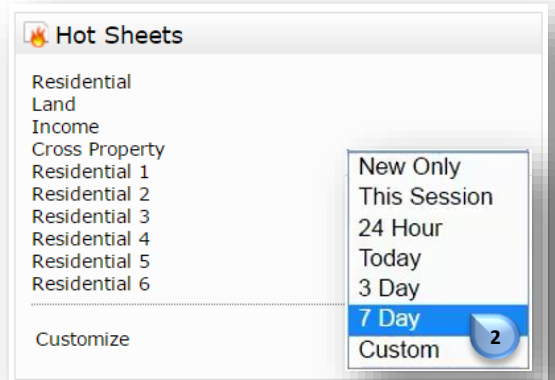 Hot Sheets
Residential
Land
Income
Cross Property
Residential 1
Residential 2
Residential 3
Residential 4
Residential 5
Residential 6
Customize
New Only
This Session
24 Hour
Today
3 Day
7 Day
2
Custom